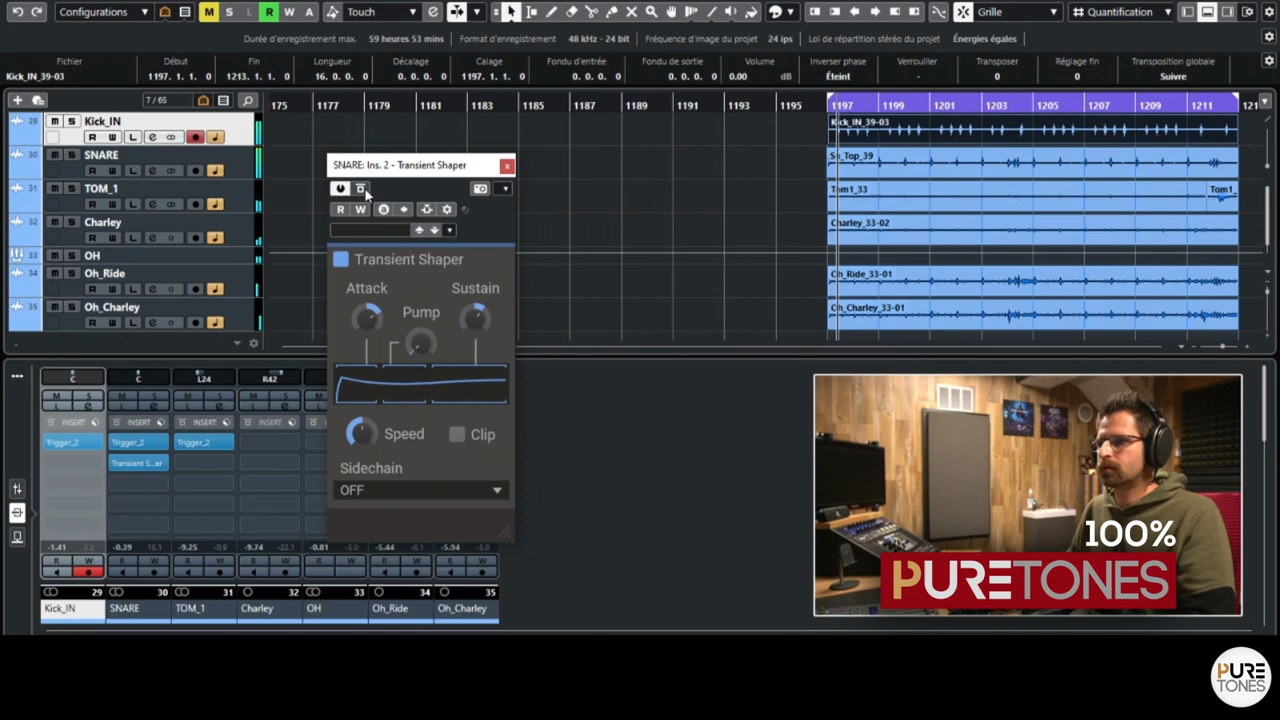 Configurations M S L R W A Touch Grille Quantification
Durée d'enregistrement max. 59 heures 53 mins Format d'enregistrement 48 kHz - 24 bit Fréquence d'image du projet 24 ips Loi de répartition stéréo du projet Énergies égales
Fichier Début Fin Longueur Décalage Calage Fondu d'entrée Fondu de sortie Volume Inverser phase Verrouiller Transposer Réglage fin Transposition globale
Kick_IN_39-03 1197. 1. 1. 0 1213. 1. 1. 0 16. 0. 0. 0 0. 0. 0. 0 1197. 1. 1. 0 0. 0. 0. 0 0. 0. 0. 0 0.00 dB Éteint - 0 0 Suivre
7 / 65 175 1177 1179 1181 1183 1185 1187 1189 1191 1193 1195 1197 1199 1201 1203 1205 1207 1209 1211 121
29 m S Kick_IN Kick_IN_39-03
R W L e
30 m S SNARE Sn_Top_39
R W L e
31 m S TOM_1 Tom1_33 Tom1_
R W L e
32 m S Charley Charley_33-02
R W L e
33 m S OH
34 m S Oh_Ride Oh_Ride_33-01
R W L e
35 m S Oh_Charley Oh_Charley_33-01
R W L e
SNARE: Ins. 2 - Transient Shaper x
R W
Transient Shaper
Attack Sustain
Pump
Speed Clip
Sidechain
OFF
C C L24 R42
M S M S M S M S
L e L e L e L e
INSERT: INSERT: INSERT: INSERT:
Trigger_2 Trigger_2 Trigger_2
Transient S...er
-1.41 2.2 -0.39 15.1 -9.25 -0.9 -9.74 -22.1 -0.81 -5.0 -5.44 -8.1 -5.94 -5.0
R W R W R W R W R W R W R W
29 30 31 32 33 34 35
Kick_IN SNARE TOM_1 Charley OH Oh_Ride Oh_Charley
100%
PURETONES
PURE
TONES